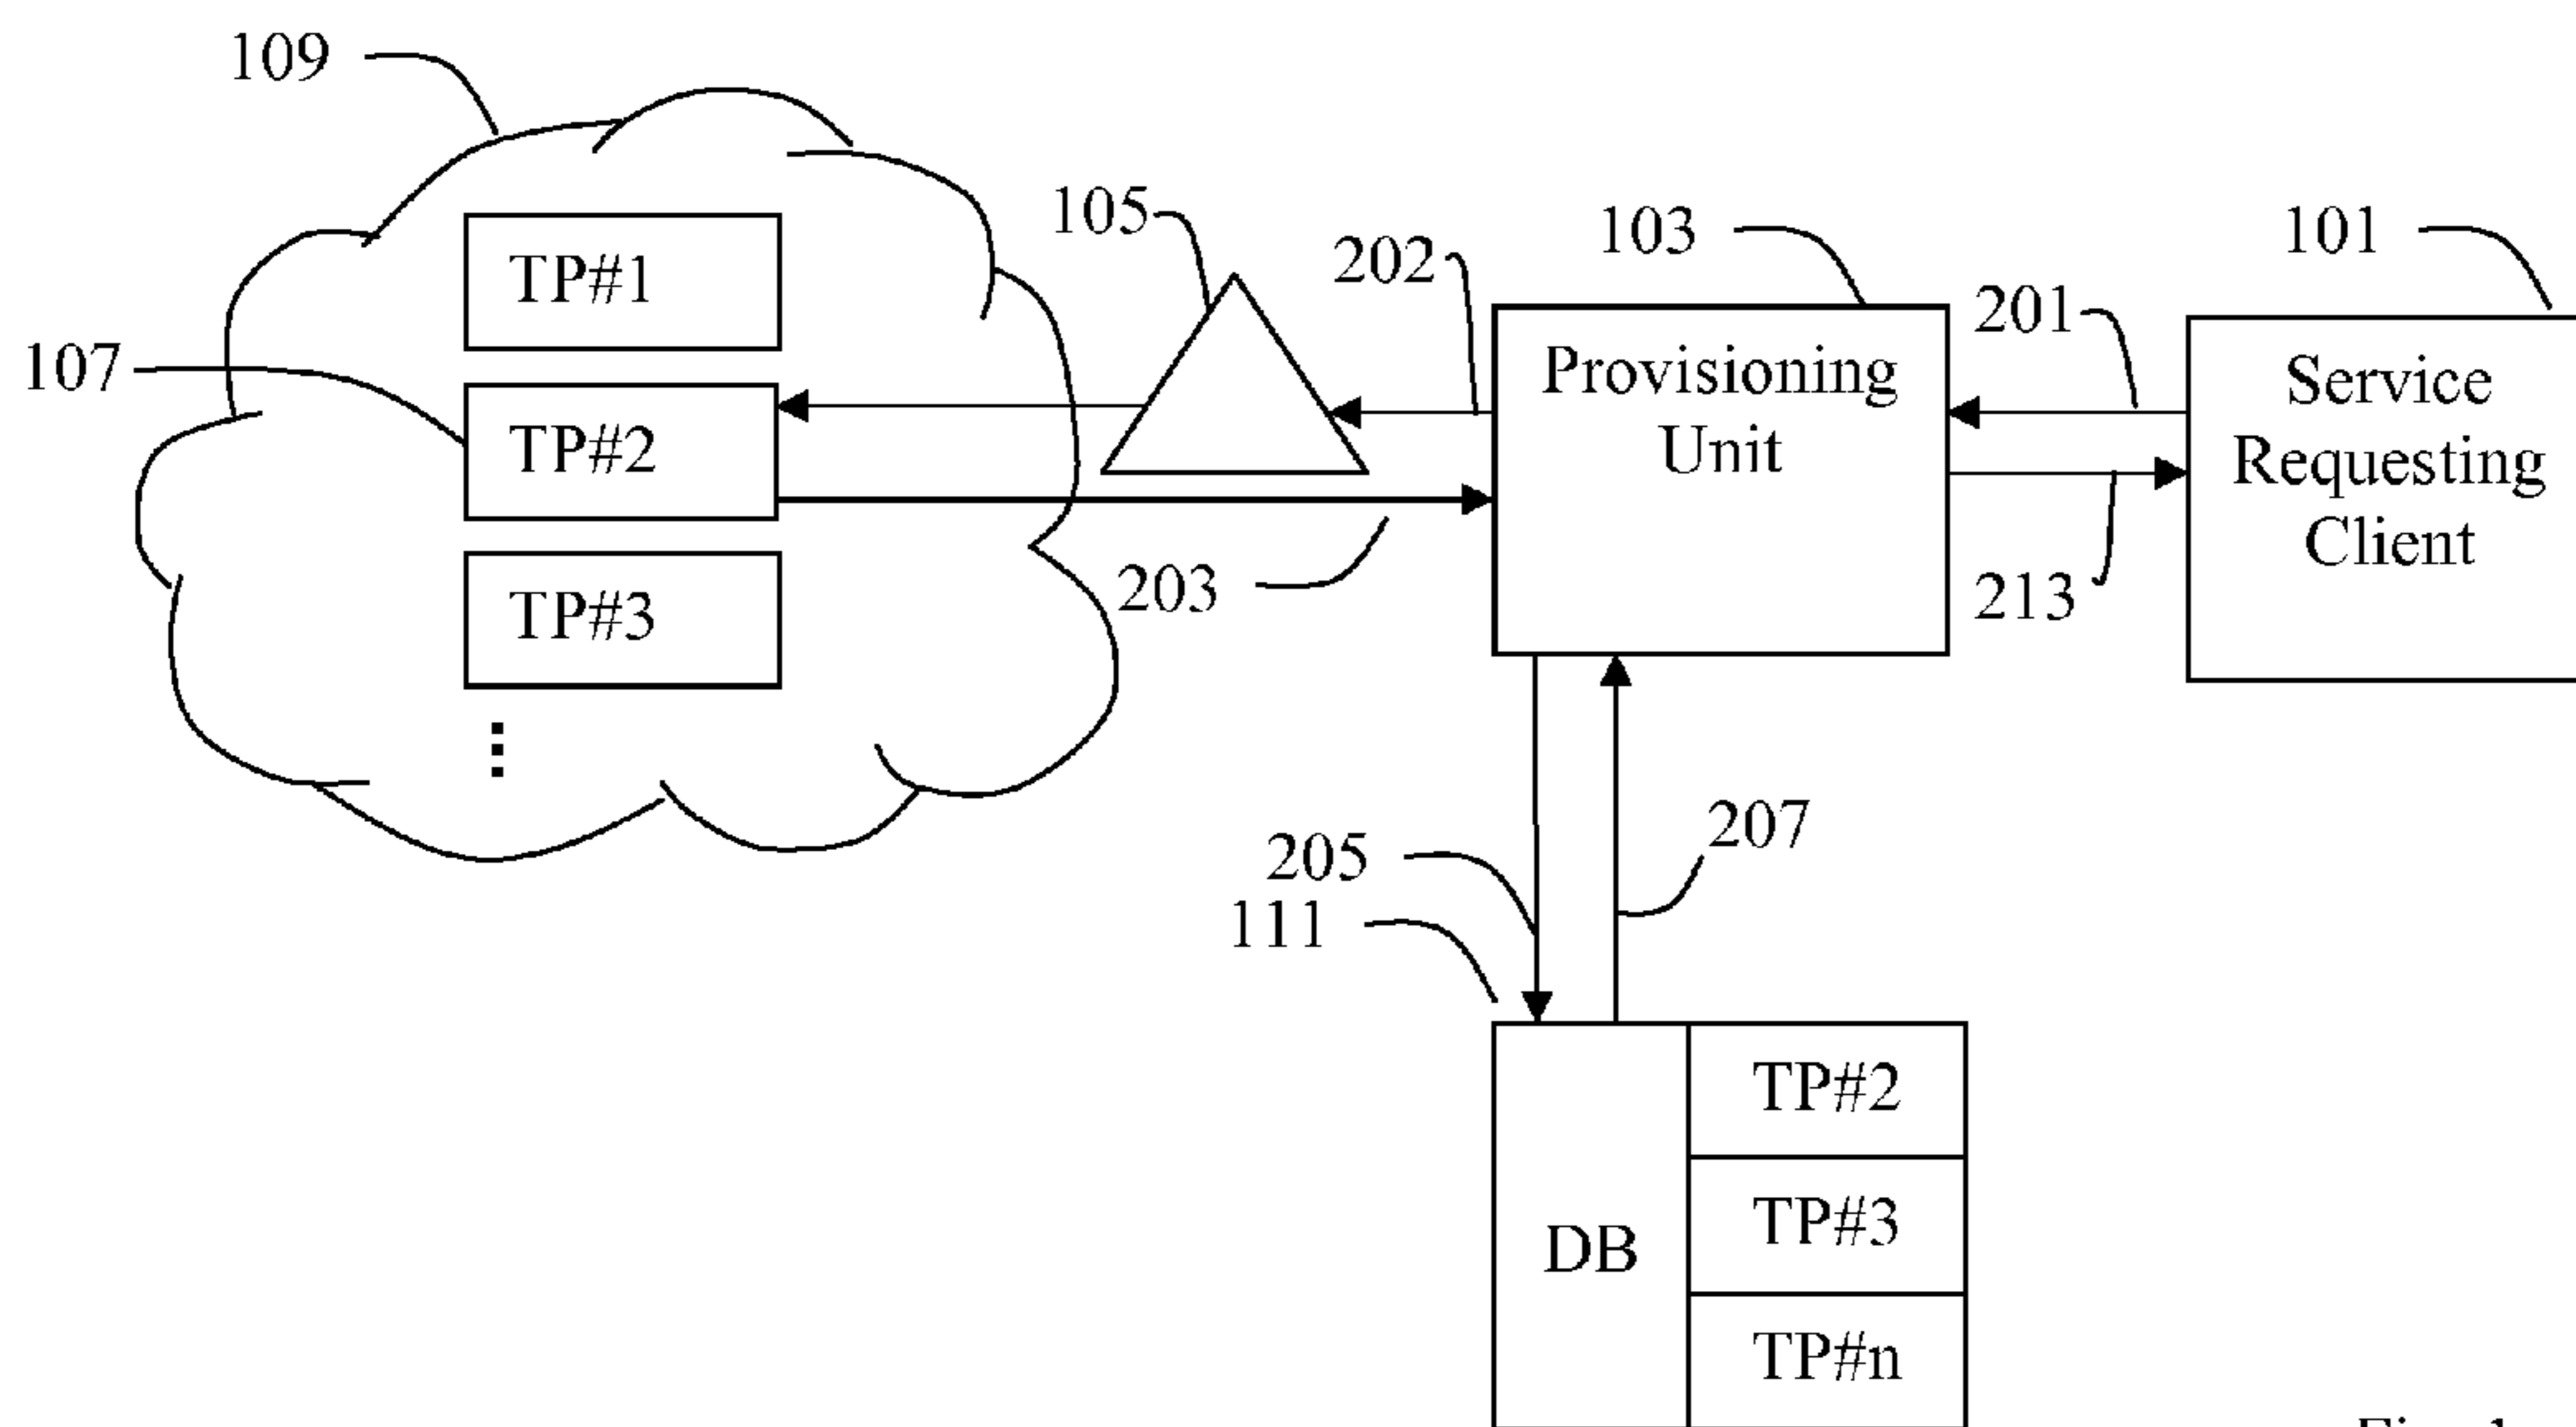 109
105
202
103
101
TP#1
201
107
Provisioning
Unit
Service
Requesting
Client
TP#2
203
213
TP#3
207
205
111
TP#2
DB
TP#3
TP#n